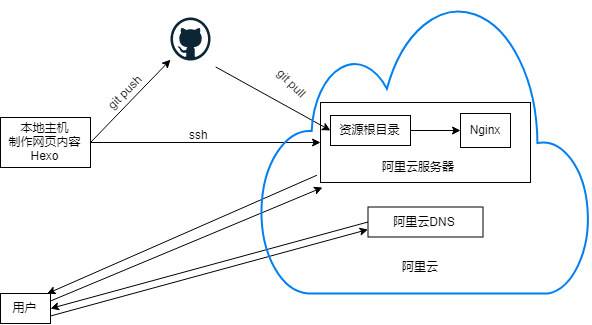 git push
git pull
本地主机
制作网页内容
Hexo
ssh
资源根目录
Nginx
阿里云服务器
阿里云DNS
阿里云
用户